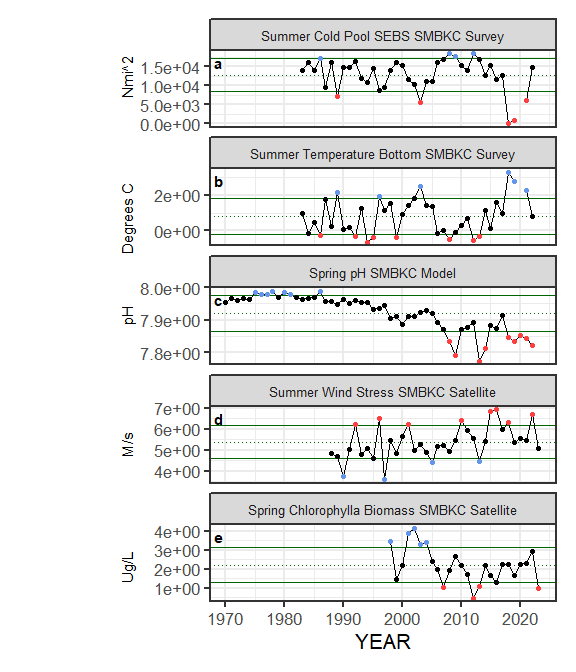 Summer Cold Pool SEBS SMBKC Survey
a
Nmi^2
1.5e+04
1.0e+04
5.0e+03
0.0e+00
Summer Temperature Bottom SMBKC Survey
b
Degrees C
2e+00
0e+00
Spring pH SMBKC Model
c
pH
8.0e+00
7.9e+00
7.8e+00
Summer Wind Stress SMBKC Satellite
d
M/s
7e+00
6e+00
5e+00
4e+00
Spring Chlorophylla Biomass SMBKC Satellite
e
Ug/L
4e+00
3e+00
2e+00
1e+00
1970 1980 1990 2000 2010 2020
YEAR